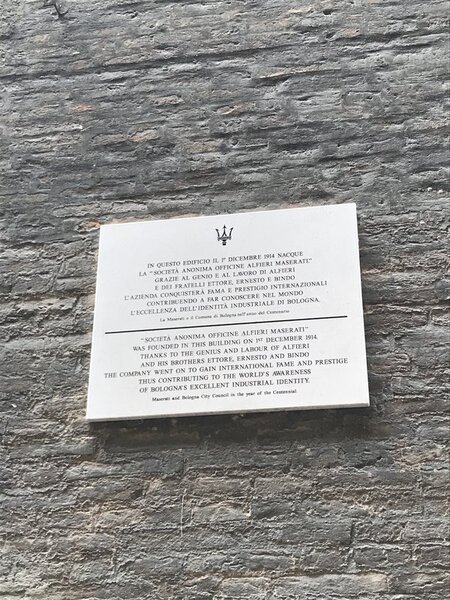 IN QUESTO EDIFICIO IL 1° DICEMBRE 1914 NACQUE
LA "SOCIETÀ ANONIMA OFFICINE ALFIERI MASERATI"
GRAZIE AL GENIO E AL LAVORO DI ALFIERI
E DEI FRATELLI ETTORE, ERNESTO E BINDO
L'AZIENDA CONQUISTERÀ FAMA E PRESTIGIO INTERNAZIONALI
CONTRIBUENDO A FAR CONOSCERE NEL MONDO
L'ECCELLENZA DELL'IDENTITÀ INDUSTRIALE DI BOLOGNA.
La Maserati e il Comune di Bologna nell'anno del Centenario
"SOCIETÀ ANONIMA OFFICINE ALFIERI MASERATI"
WAS FOUNDED IN THIS BUILDING ON 1ST DECEMBER 1914.
THANKS TO THE GENIUS AND LABOUR OF ALFIERI
AND HIS BROTHERS ETTORE, ERNESTO AND BINDO
THE COMPANY WENT ON TO GAIN INTERNATIONAL FAME AND PRESTIGE
THUS CONTRIBUTING TO THE WORLD'S AWARENESS
OF BOLOGNA'S EXCELLENT INDUSTRIAL IDENTITY.
Maserati and Bologna City Council in the year of the Centennial